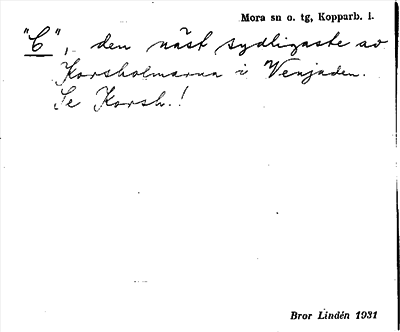 Mora sn o. tg, Kopparb. l.
"C", den näst sydligaste av
Korsholmarna i Venjaden.
Se Korsh.!
Bror Lindén 1931